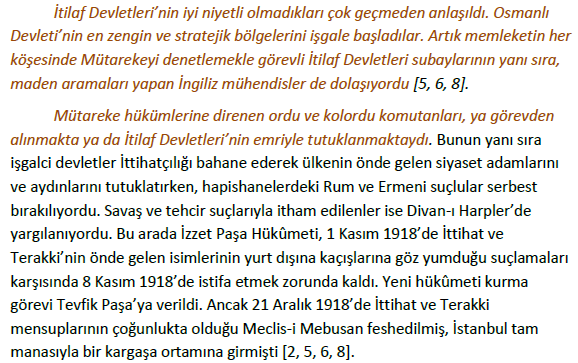 İtilaf Devletleri’nin iyi niyetli olmadıkları çok geçmeden anlaşıldı. Osmanlı
Devleti’nin en zengin ve stratejik bölgelerini işgale başladılar. Artık memleketin her
köşesinde Mütarekeyi denetlemekle görevli İtilaf Devletleri subaylarının yanı sıra,
maden aramaları yapan İngiliz mühendisler de dolaşıyordu [5, 6, 8].
Mütareke hükümlerine direnen ordu ve kolordu komutanları, ya görevden
alınmakta ya da İtilaf Devletleri’nin emriyle tutuklanmaktaydı. Bunun yanı sıra
işgalci devletler İttihatçılığı bahane ederek ülkenin önde gelen siyaset adamlarını
ve aydınlarını tutuklatırken, hapishanelerdeki Rum ve Ermeni suçlular serbest
bırakılıyordu. Savaş ve tehcir suçlarıyla itham edilenler ise Divan-ı Harpler’de
yargılanıyordu. Bu arada İzzet Paşa Hükûmeti, 1 Kasım 1918’de İttihat ve
Terakki’nin önde gelen isimlerinin yurt dışına kaçışlarına göz yumduğu suçlamaları
karşısında 8 Kasım 1918’de istifa etmek zorunda kaldı. Yeni hükûmeti kurma
görevi Tevfik Paşa’ya verildi. Ancak 21 Aralık 1918’de İttihat ve Terakki
mensuplarının çoğunlukta olduğu Meclis-i Mebusan feshedilmiş, İstanbul tam
manasıyla bir kargaşa ortamına girmişti [2, 5, 6, 8].